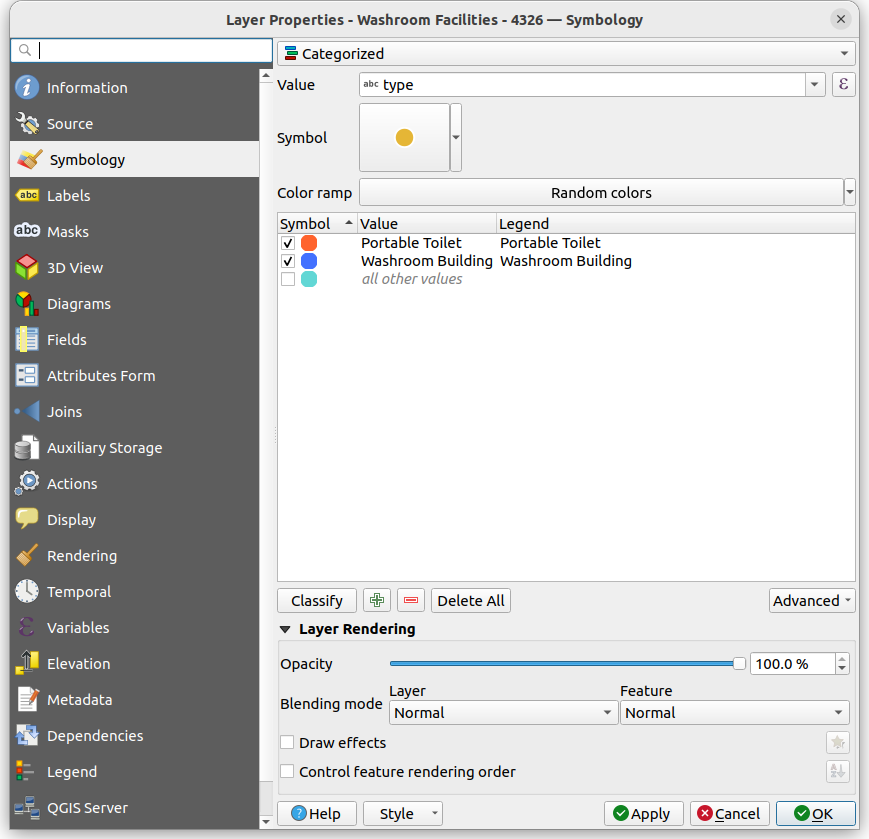 Layer Properties - Washroom Facilities - 4326 — Symbology
Information
Source
Symbology
abc Labels
abc Masks
3D View
Diagrams
Fields
Attributes Form
Joins
Auxiliary Storage
Actions
Display
Rendering
Temporal
ε Variables
Elevation
Metadata
Dependencies
Legend
QGIS Server
Categorized
Value abc type ε
Symbol
Color ramp Random colors
Symbol Value Legend
Portable Toilet Portable Toilet
Washroom Building Washroom Building
all other values
Classify Delete All Advanced
Layer Rendering
Opacity 100.0 %
Layer Feature
Blending mode Normal Normal
Draw effects
Control feature rendering order
Help Style Apply Cancel OK